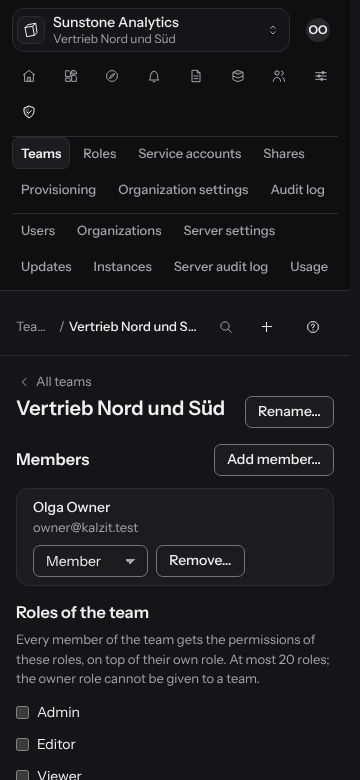 Sunstone Analytics
Vertrieb Nord und Süd
OO
Teams Roles Service accounts Shares
Provisioning Organization settings Audit log
Users Organizations Server settings
Updates Instances Server audit log Usage
Tea... / Vertrieb Nord und S...
All teams
Vertrieb Nord und Süd Rename...
Members Add member...
Olga Owner
owner@kalzit.test
Member Remove...
Roles of the team
Every member of the team gets the permissions of
these roles, on top of their own role. At most 20 roles;
the owner role cannot be given to a team.
Admin
Editor
Viewer